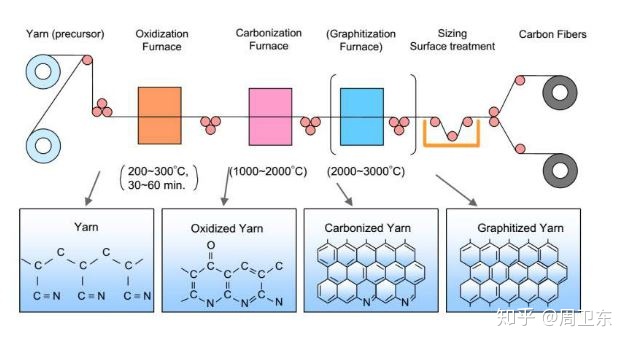 Yarn (precursor)
Oxidization
Furnace
Carbonization
Furnace
(Graphitization
Furnace)
Sizing
Surface treatment
Carbon Fibers
(200~300°C,
30~60 min.)
(1000~2000°C)
(2000~3000°C)
Yarn
C C C
C C C
C=N C=N C=N
Oxidized Yarn
O
C C C
C C C
C C C N
N N
Carbonized Yarn
N N
Graphitized Yarn
知乎 @周卫东